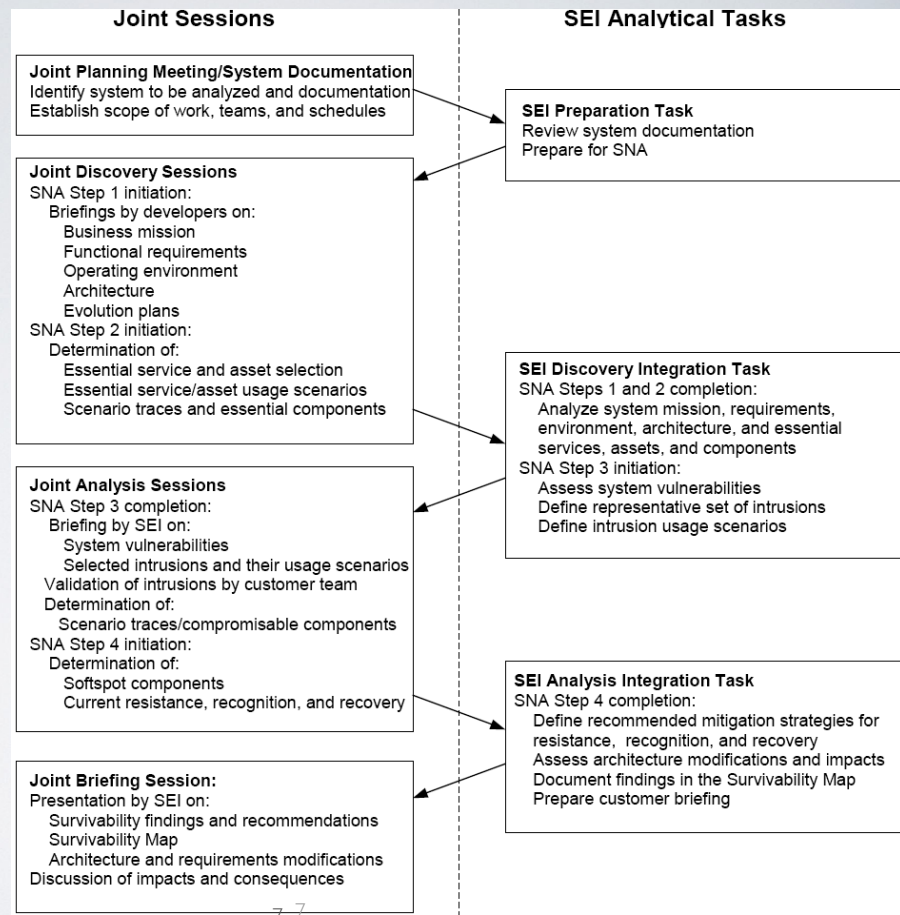 Joint Sessions
SEI Analytical Tasks
Joint Planning Meeting/System Documentation
Identify system to be analyzed and documentation
Establish scope of work, teams, and schedules
SEI Preparation Task
Review system documentation
Prepare for SNA
Joint Discovery Sessions
SNA Step 1 initiation:
Briefings by developers on:
Business mission
Functional requirements
Operating environment
Architecture
Evolution plans
SNA Step 2 initiation:
Determination of:
Essential service and asset selection
Essential service/asset usage scenarios
Scenario traces and essential components
SEI Discovery Integration Task
SNA Steps 1 and 2 completion:
Analyze system mission, requirements,
environment, architecture, and essential
services, assets, and components
SNA Step 3 initiation:
Assess system vulnerabilities
Define representative set of intrusions
Define intrusion usage scenarios
Joint Analysis Sessions
SNA Step 3 completion:
Briefing by SEI on:
System vulnerabilities
Selected intrusions and their usage scenarios
Validation of intrusions by customer team
Determination of:
Scenario traces/compromisable components
SNA Step 4 initiation:
Determination of:
Softspot components
Current resistance, recognition, and recovery
SEI Analysis Integration Task
SNA Step 4 completion:
Define recommended mitigation strategies for
resistance, recognition, and recovery
Assess architecture modifications and impacts
Document findings in the Survivability Map
Prepare customer briefing
Joint Briefing Session:
Presentation by SEI on:
Survivability findings and recommendations
Survivability Map
Architecture and requirements modifications
Discussion of impacts and consequences